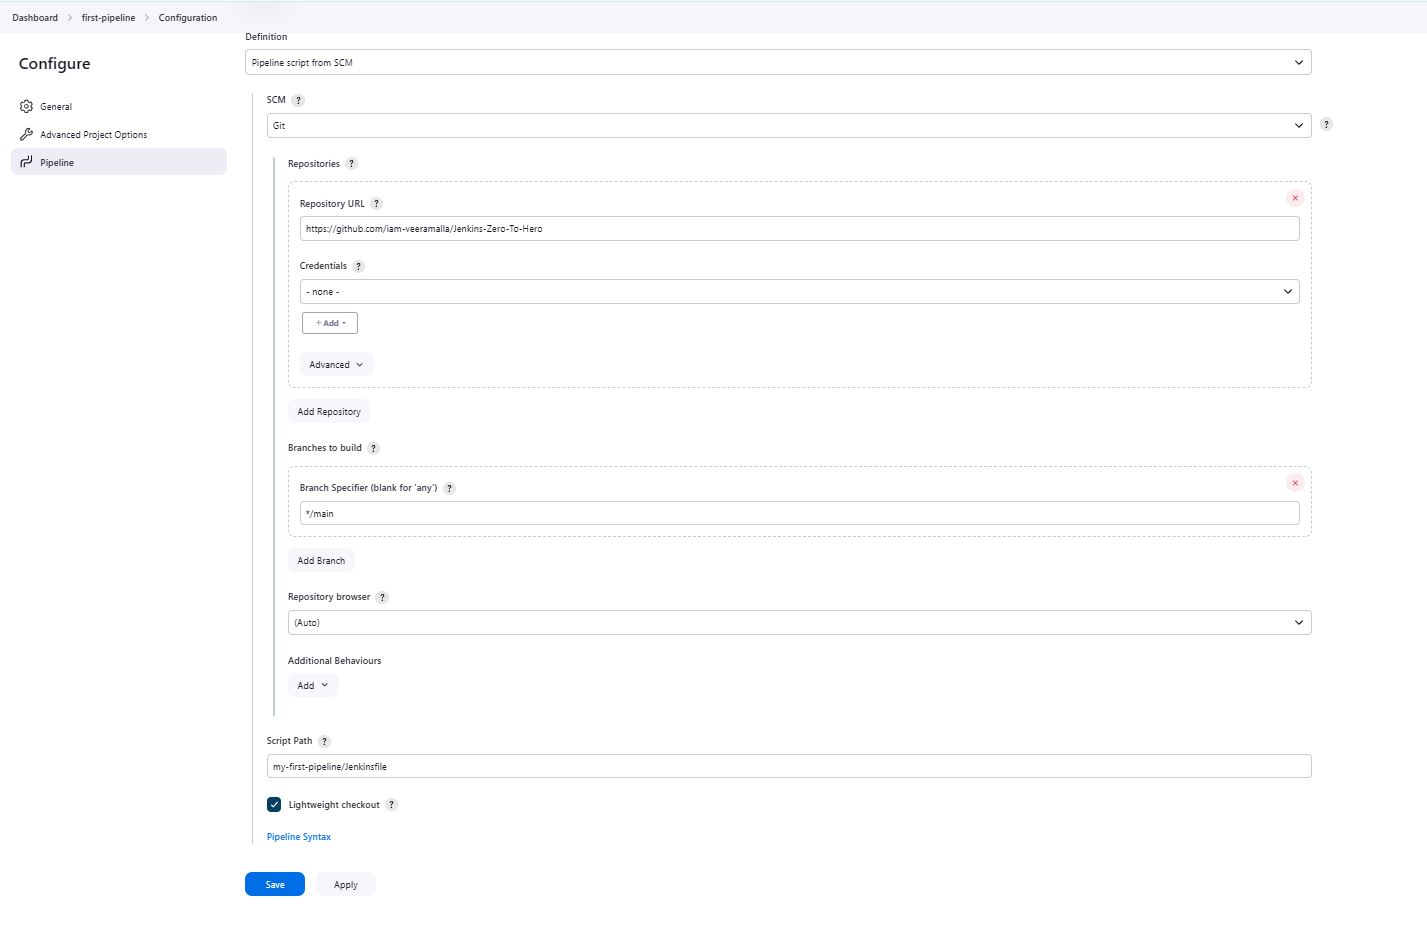 Dashboard > first-pipeline > Configuration
Configure
General
Advanced Project Options
Pipeline
Definition
Pipeline script from SCM
SCM ?
Git
?
Repositories ?
Repository URL ?
https://github.com/iam-veeramalla/Jenkins-Zero-To-Hero
Credentials ?
- none -
+ Add
Advanced
Add Repository
Branches to build ?
Branch Specifier (blank for 'any') ?
*/main
Add Branch
Repository browser ?
(Auto)
Additional Behaviours
Add
Script Path ?
my-first-pipeline/Jenkinsfile
Lightweight checkout ?
Pipeline Syntax
Save Apply